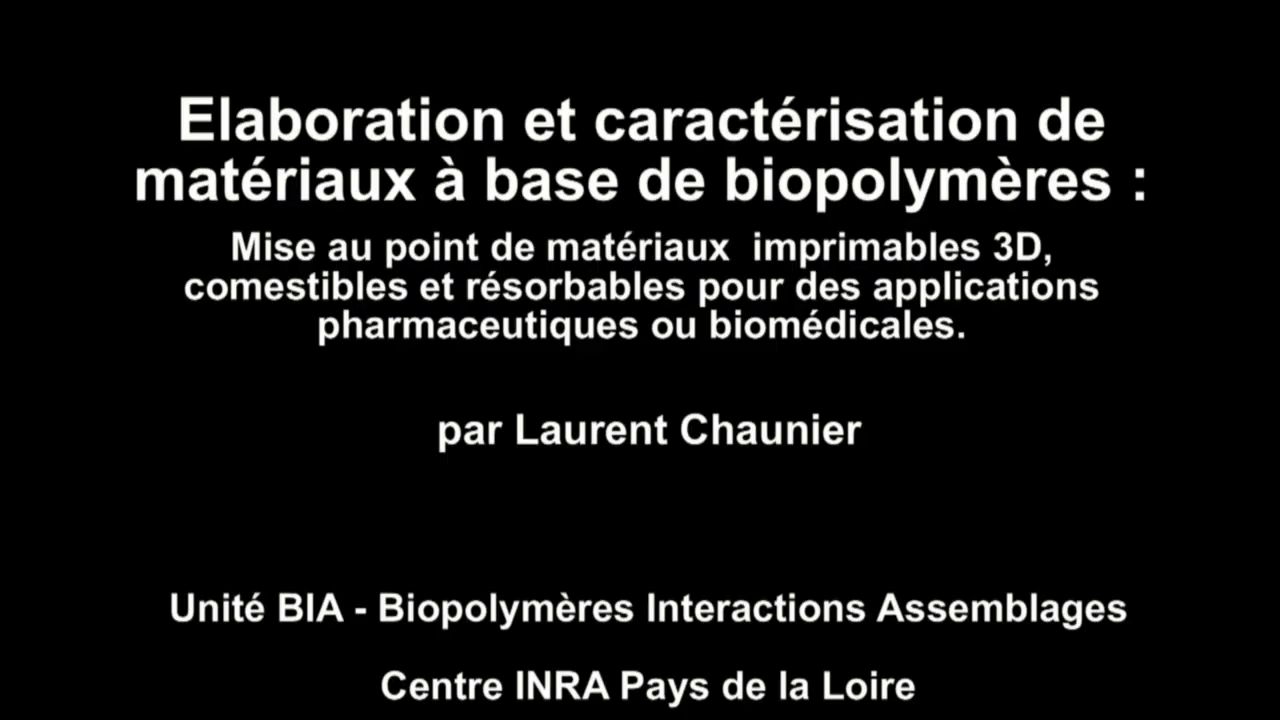 Elaboration et caractérisation de
matériaux à base de biopolymères :
Mise au point de matériaux  imprimables 3D,
comestibles et résorbables pour des applications
pharmaceutiques ou biomédicales.
par Laurent Chaunier
Unité BIA - Biopolymères Interactions Assemblages
Centre INRA Pays de la Loire